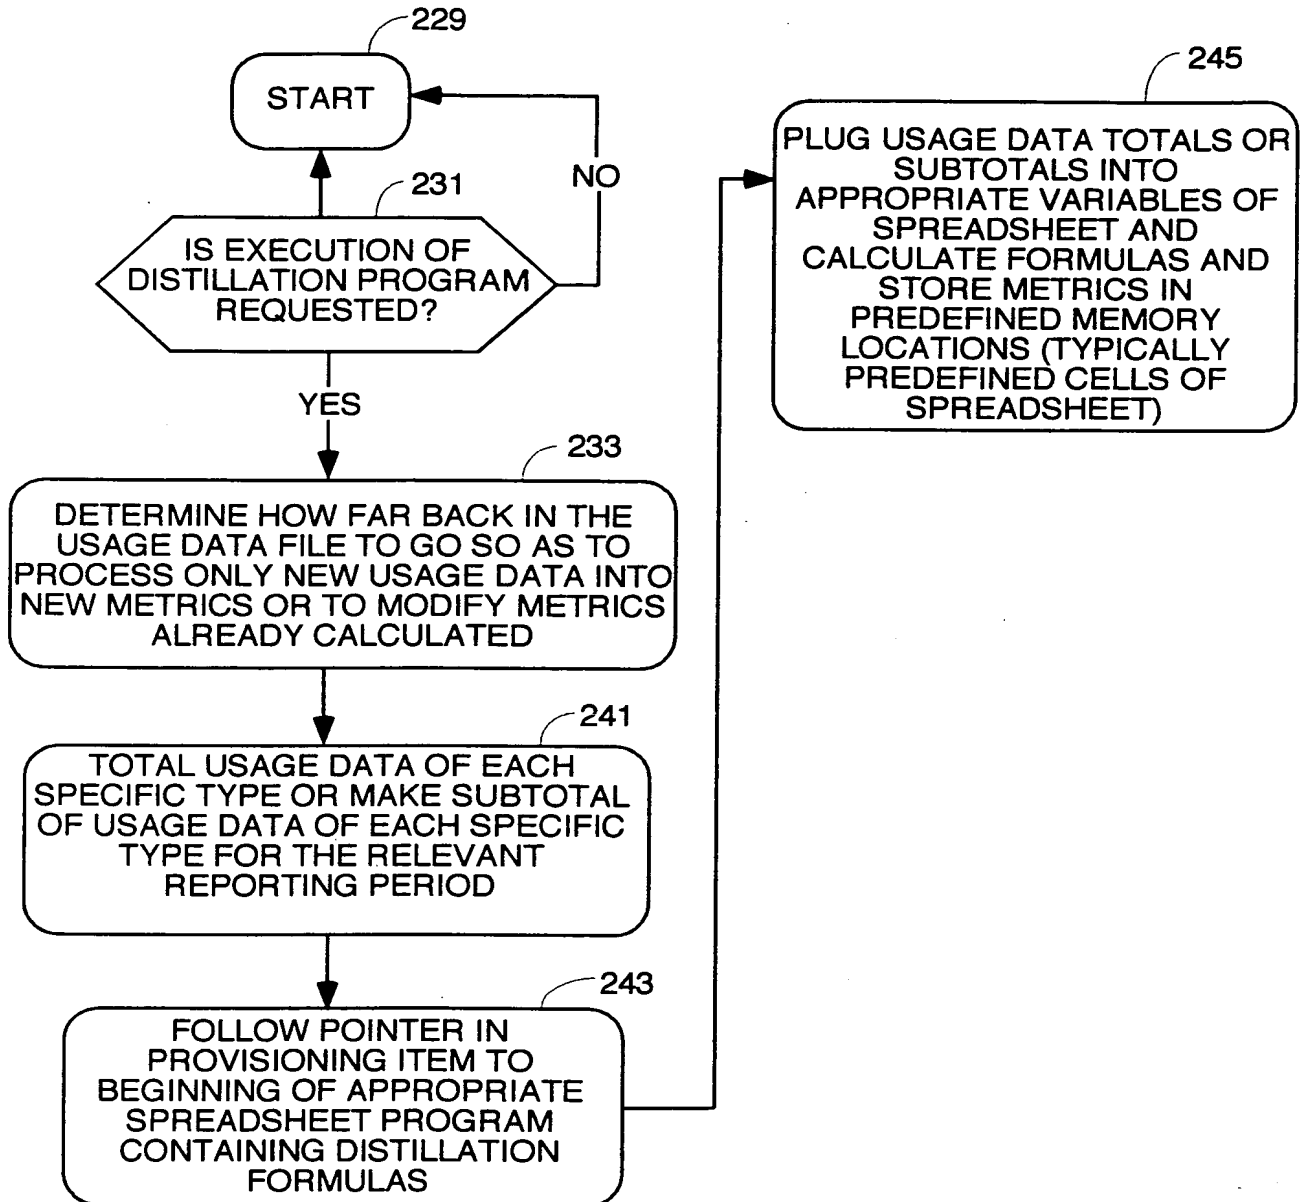 229
START
NO
231
IS EXECUTION OF
DISTILLATION PROGRAM
REQUESTED?
YES
233
DETERMINE HOW FAR BACK IN THE
USAGE DATA FILE TO GO SO AS TO
PROCESS ONLY NEW USAGE DATA INTO
NEW METRICS OR TO MODIFY METRICS
ALREADY CALCULATED
241
TOTAL USAGE DATA OF EACH
SPECIFIC TYPE OR MAKE SUBTOTAL
OF USAGE DATA OF EACH SPECIFIC
TYPE FOR THE RELEVANT
REPORTING PERIOD
243
FOLLOW POINTER IN
PROVISIONING ITEM TO
BEGINNING OF APPROPRIATE
SPREADSHEET PROGRAM
CONTAINING DISTILLATION
FORMULAS
245
PLUG USAGE DATA TOTALS OR
SUBTOTALS INTO
APPROPRIATE VARIABLES OF
SPREADSHEET AND
CALCULATE FORMULAS AND
STORE METRICS IN
PREDEFINED MEMORY
LOCATIONS (TYPICALLY
PREDEFINED CELLS OF
SPREADSHEET)